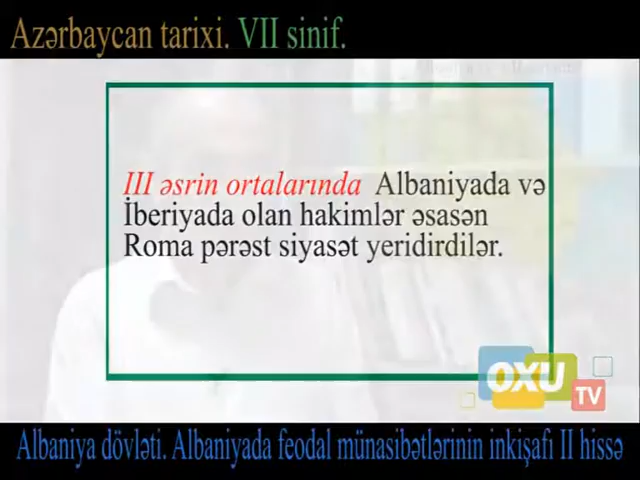 Azərbaycan tarixi. VII sinif.
III əsrin ortalarında Albaniyada və
İberiyada olan hakimlər əsasən
Roma pərəst siyasət yeridirdilər.
OXU
TV
Albaniya dövləti. Albaniyada feodal münasibətlərinin inkişafı II hissə